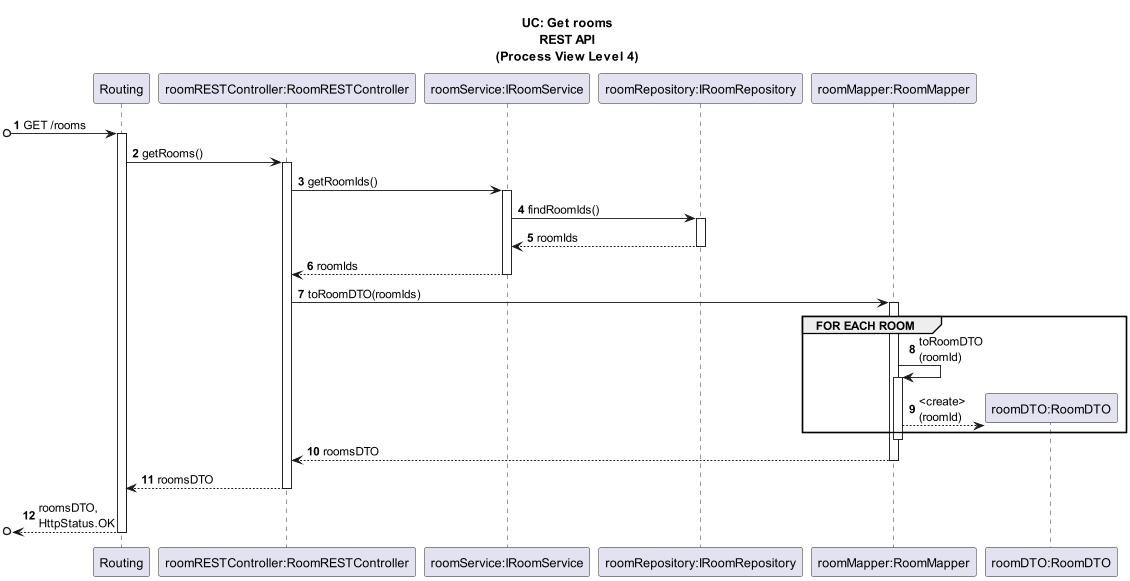 UC: Get rooms
REST API
(Process View Level 4)
Routing
roomRESTController:RoomRESTController
roomService:IRoomService
roomRepository:IRoomRepository
roomMapper:RoomMapper
1 GET /rooms
2 getRooms()
3 getRoomIds()
4 findRoomIds()
5 roomIds
6 roomIds
7 toRoomDTO(roomIds)
FOR EACH ROOM
8 toRoomDTO
(roomId)
9 <create>
(roomId)
roomDTO:RoomDTO
10 roomsDTO
11 roomsDTO
12 roomsDTO,
HttpStatus.OK
Routing
roomRESTController:RoomRESTController
roomService:IRoomService
roomRepository:IRoomRepository
roomMapper:RoomMapper
roomDTO:RoomDTO